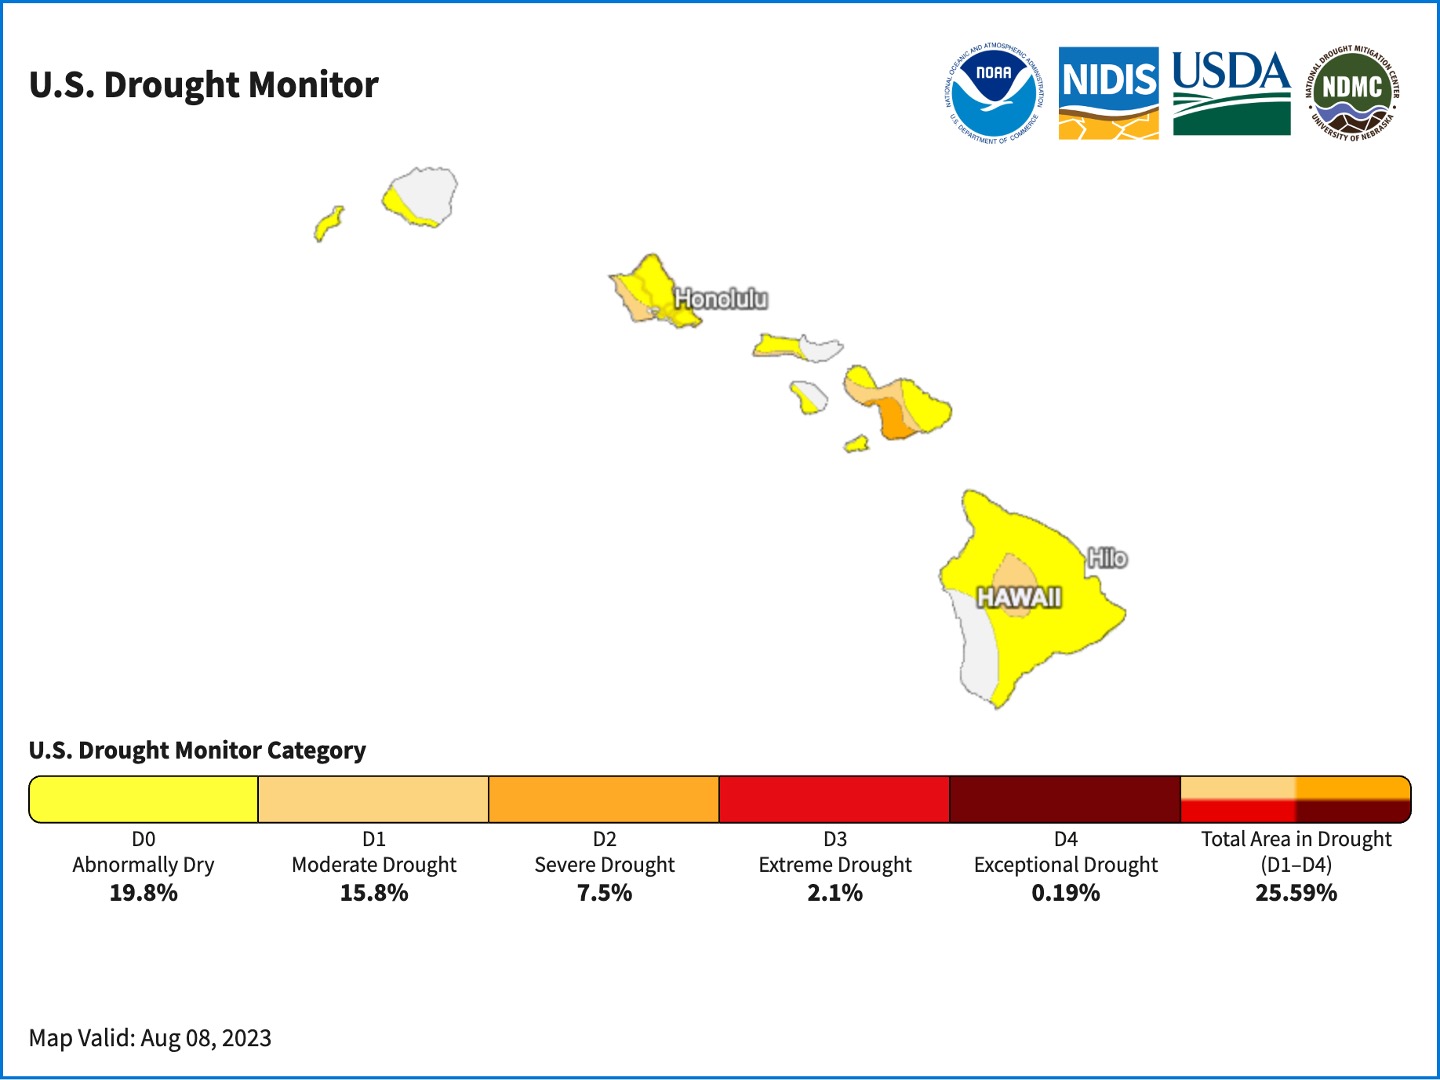 U.S. Drought Monitor
NATIONAL OCEANIC AND ATMOSPHERIC ADMINISTRATION
NOAA
U.S. DEPARTMENT OF COMMERCE
NIDIS
USDA
NATIONAL DROUGHT MITIGATION CENTER
NDMC
UNIVERSITY OF NEBRASKA
Honolulu
Hilo
HAWAII
U.S. Drought Monitor Category
D0 D1 D2 D3 D4 Total Area in Drought
Abnormally Dry Moderate Drought Severe Drought Extreme Drought Exceptional Drought (D1–D4)
19.8% 15.8% 7.5% 2.1% 0.19% 25.59%
Map Valid: Aug 08, 2023